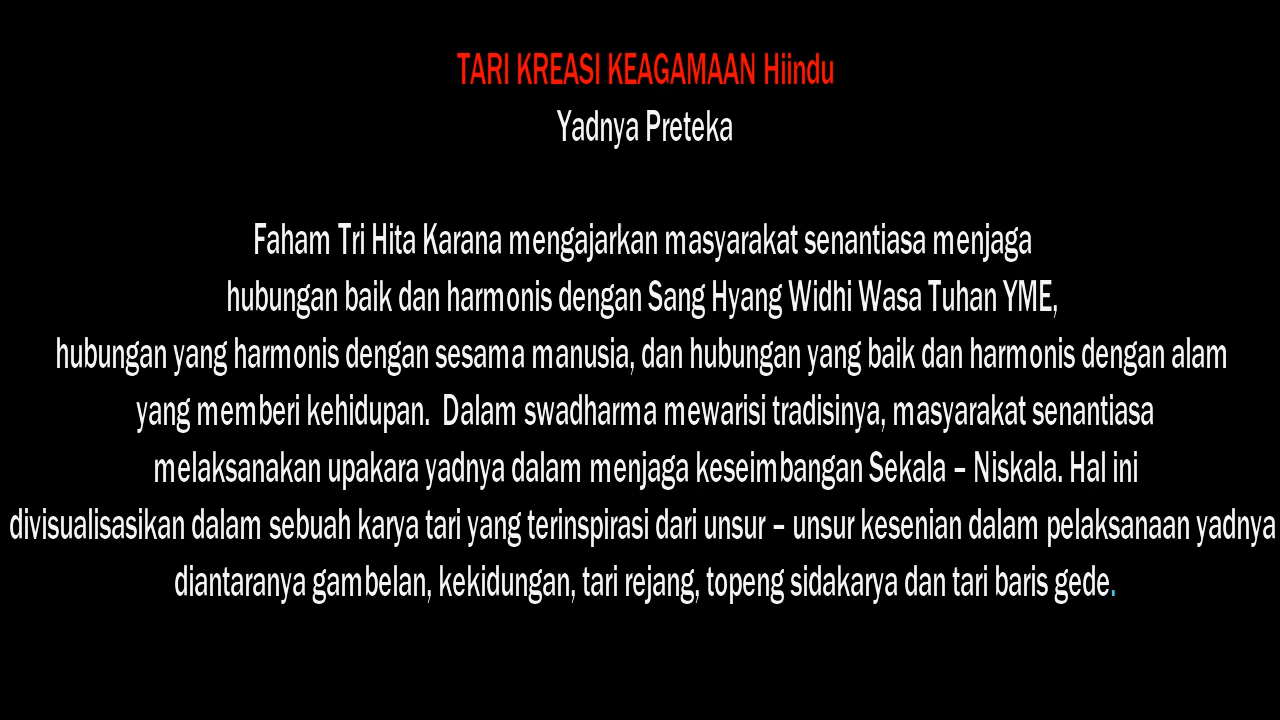 TARI KREASI KEAGAMAAN Hiindu
Yadnya Preteka
Faham Tri Hita Karana mengajarkan masyarakat senantiasa menjaga
hubungan baik dan harmonis dengan Sang Hyang Widhi Wasa Tuhan YME,
hubungan yang harmonis dengan sesama manusia, dan hubungan yang baik dan harmonis dengan alam
yang memberi kehidupan.  Dalam swadharma mewarisi tradisinya, masyarakat senantiasa
melaksanakan upakara yadnya dalam menjaga keseimbangan Sekala – Niskala. Hal ini
divisualisasikan dalam sebuah karya tari yang terinspirasi dari unsur – unsur kesenian dalam pelaksanaan yadnya
diantaranya gambelan, kekidungan, tari rejang, topeng sidakarya dan tari baris gede.